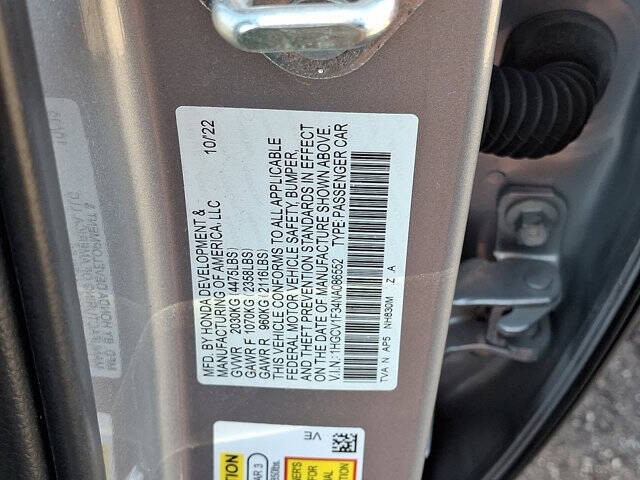 MFD. BY HONDA DEVELOPMENT & 10/22
MANUFACTURING OF AMERICA, LLC
GVWR 2030KG (4475LBS)
GAWR F 1070KG (2358LBS)
GAWR R 960KG (2116LBS)
THIS VEHICLE CONFORMS TO ALL APPLICABLE
FEDERAL MOTOR VEHICLE SAFETY, BUMPER,
AND THEFT PREVENTION STANDARDS IN EFFECT
ON THE DATE OF MANUFACTURE SHOWN ABOVE.
V.I.N.: 1HGCV1F34NA086552 TYPE:PASSENGER CAR
TVA N AP5 NH830M Z A
VE